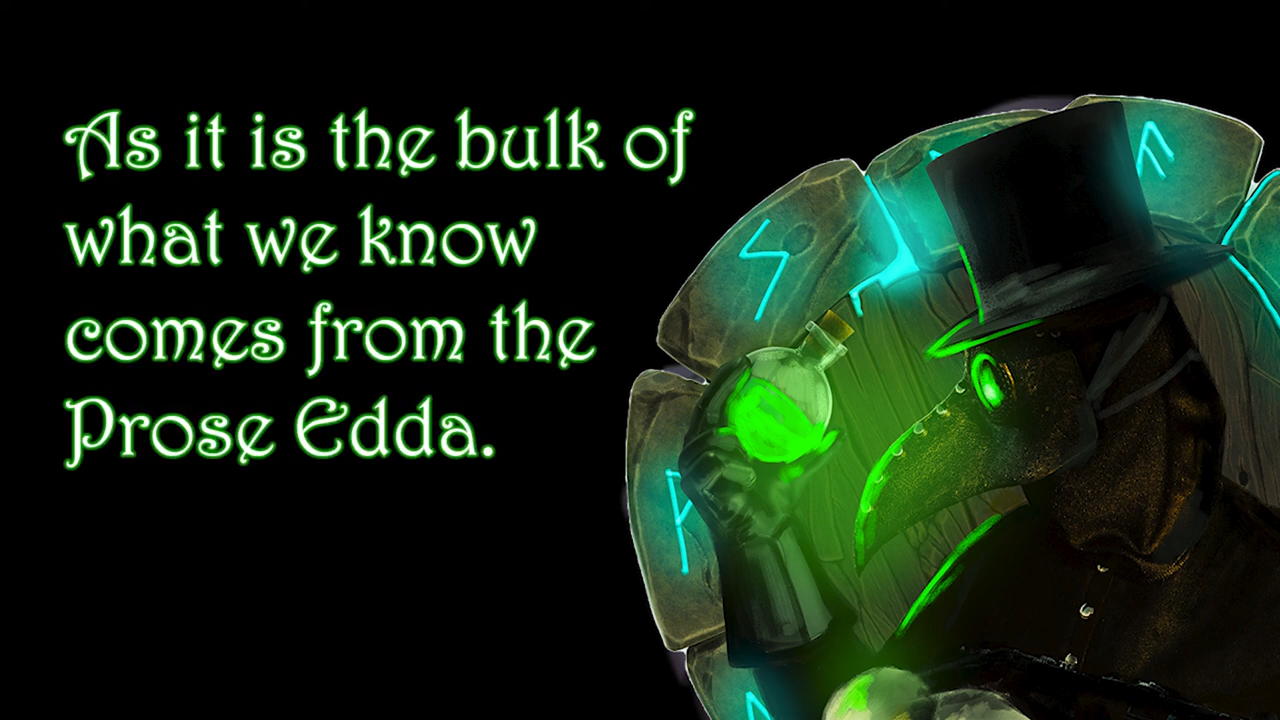 As it is the bulk of
what we know
comes from the
Prose Edda.